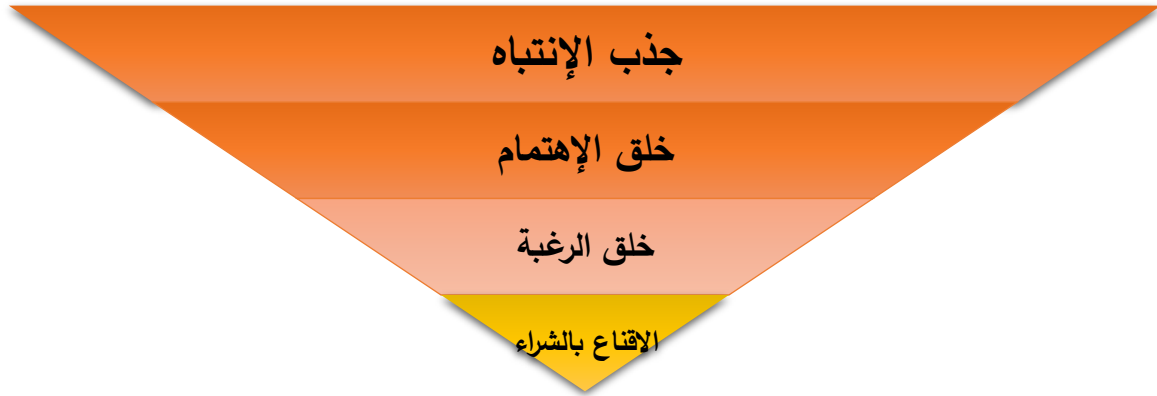 جذب الإنتباه
خلق الإهتمام
خلق الرغبة
الاقناع بالشراء